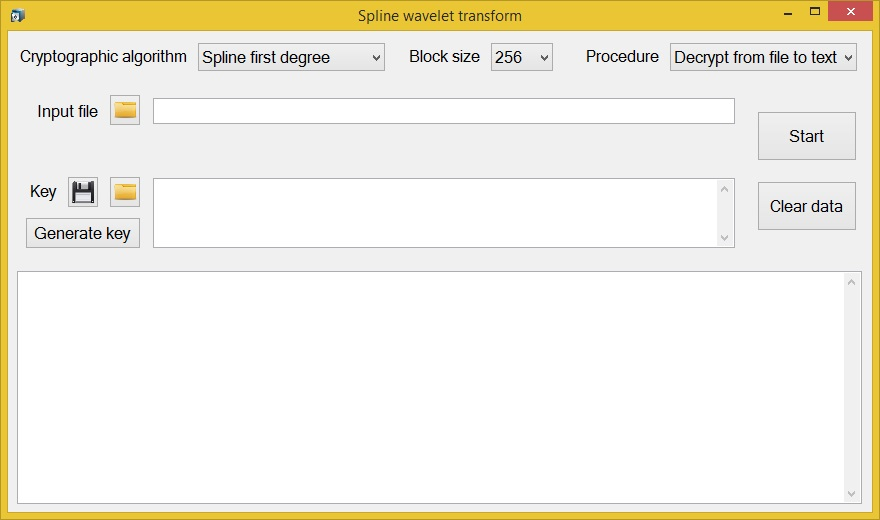 Spline wavelet transform
Cryptographic algorithm Spline first degree Block size 256 Procedure Decrypt from file to text
Input file
Start
Key
Clear data
Generate key